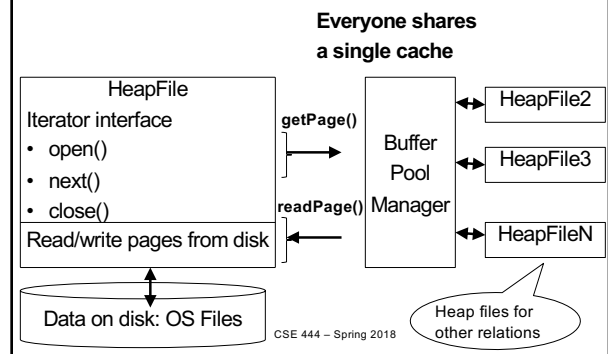 Everyone shares
a single cache
HeapFile
Iterator interface
• open()
• next()
• close()
Read/write pages from disk
getPage()
readPage()
Buffer
Pool
Manager
HeapFile2
HeapFile3
HeapFileN
Data on disk: OS Files
Heap files for
other relations
CSE 444 – Spring 2018